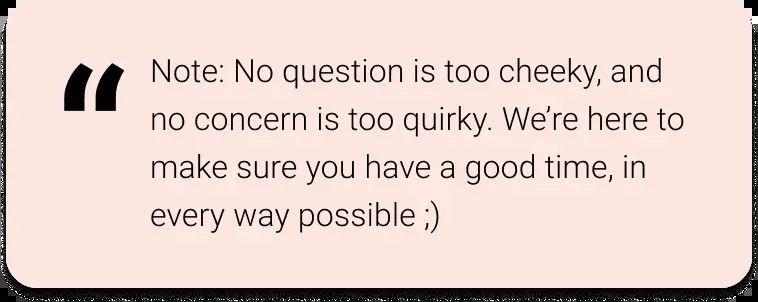 “ Note: No question is too cheeky, and
no concern is too quirky. We’re here to
make sure you have a good time, in
every way possible ;)